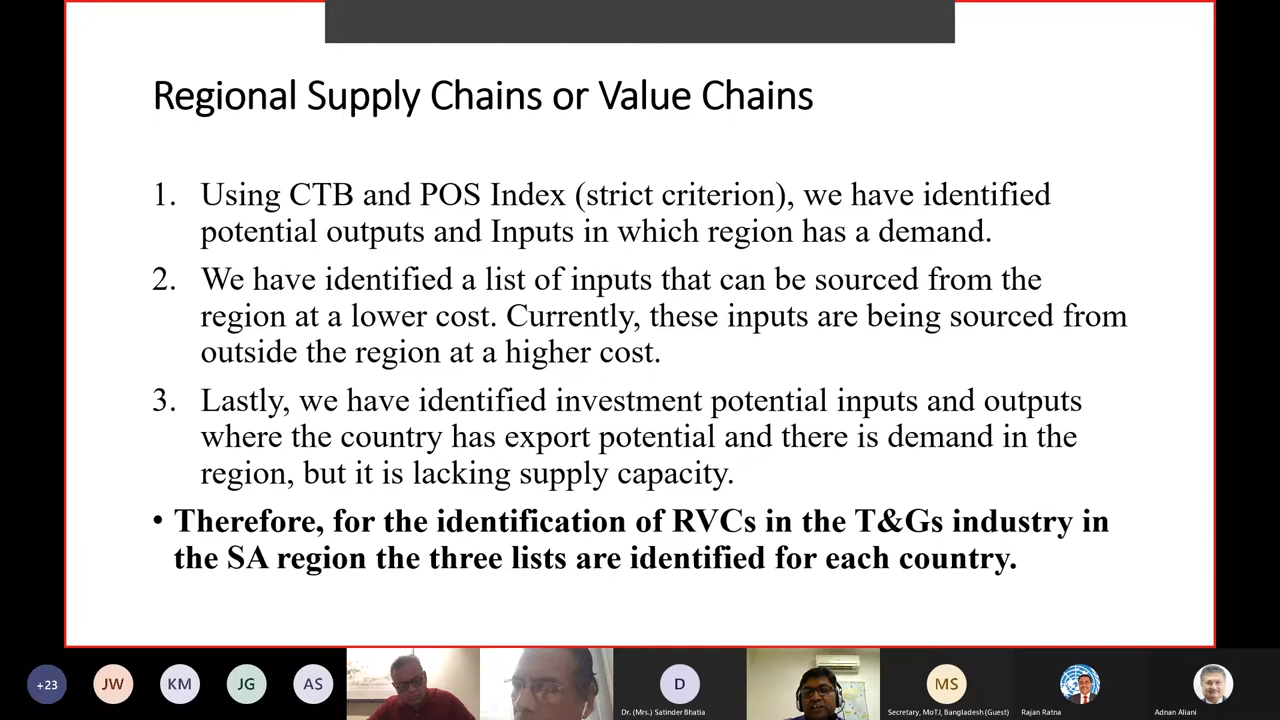 Regional Supply Chains or Value Chains
1. Using CTB and POS Index (strict criterion), we have identified
potential outputs and Inputs in which region has a demand.
2. We have identified a list of inputs that can be sourced from the
region at a lower cost. Currently, these inputs are being sourced from
outside the region at a higher cost.
3. Lastly, we have identified investment potential inputs and outputs
where the country has export potential and there is demand in the
region, but it is lacking supply capacity.
• Therefore, for the identification of RVCs in the T&Gs industry in
the SA region the three lists are identified for each country.
+23 JW KM JG AS D MS
Dr. (Mrs.) Satinder Bhatia Secretary, MoTJ, Bangladesh (Guest) Rajan Ratna Adnan Aliani